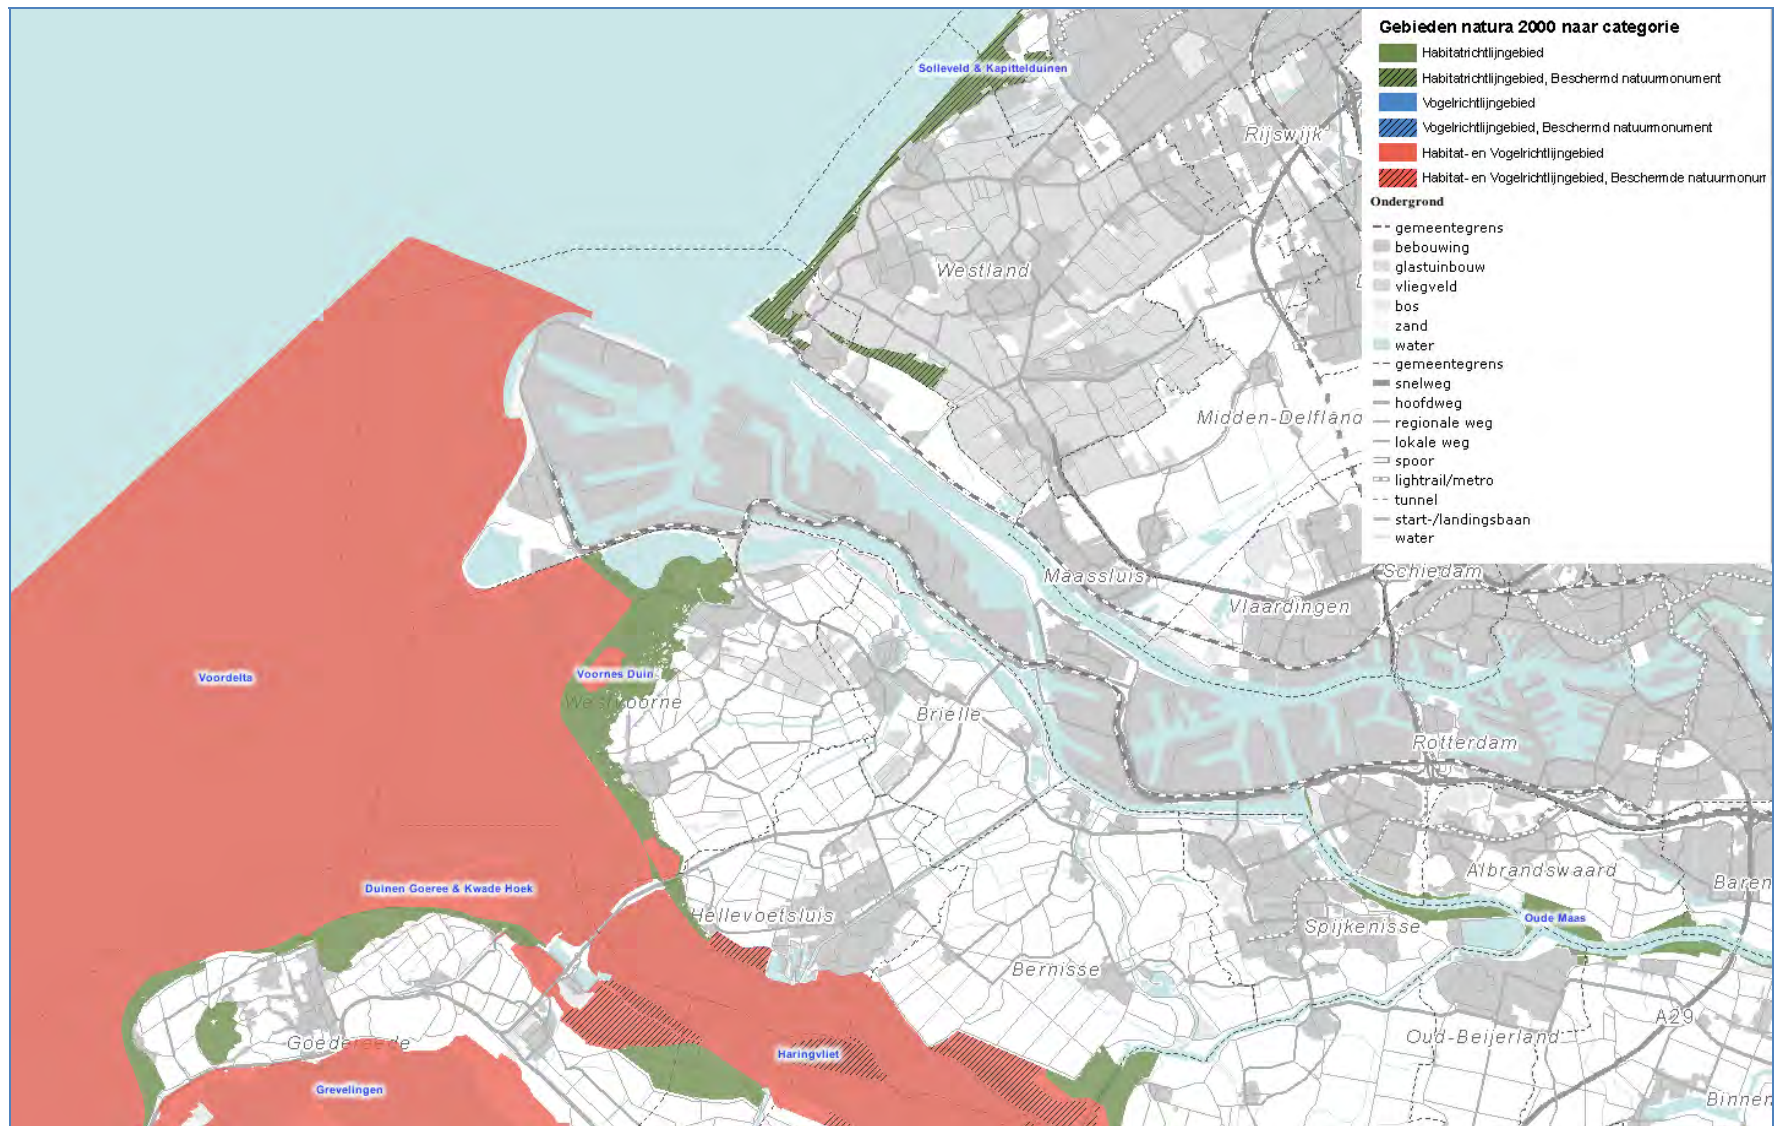 Gebieden natura 2000 naar categorie
Habitatrichtlijngebied
Habitatrichtlijngebied, Beschermd natuurmonument
Vogelrichtlijngebied
Vogelrichtlijngebied, Beschermd natuurmonument
Habitat- en Vogelrichtlijngebied
Habitat- en Vogelrichtlijngebied, Beschermde natuurmonum
Ondergrond
gemeentegrens
bebouwing
glastuinbouw
vliegveld
bos
zand
water
gemeentegrens
snelweg
hoofdweg
regionale weg
lokale weg
spoor
lightrail/metro
tunnel
start-/landingsbaan
water
Solleveld & Kapittelduinen
Rijswijk
Westland
Midden-Delfland
Schiedam
Maassluis
Vlaardingen
Voordelta
Voornes Duin
Westvoorne
Brielle
Rotterdam
Albrandswaard
Baren
Duinen Goeree & Kwade Hoek
Hellevoetsluis
Oude Maas
Spijkenisse
Bernisse
A29
Oud-Beijerland
Goedereede
Haringvliet
Grevelingen
Binnen